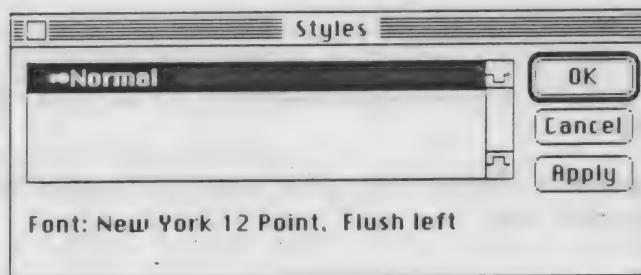 Styles
•Normal
OK
Cancel
Apply
Font: New York 12 Point, Flush left